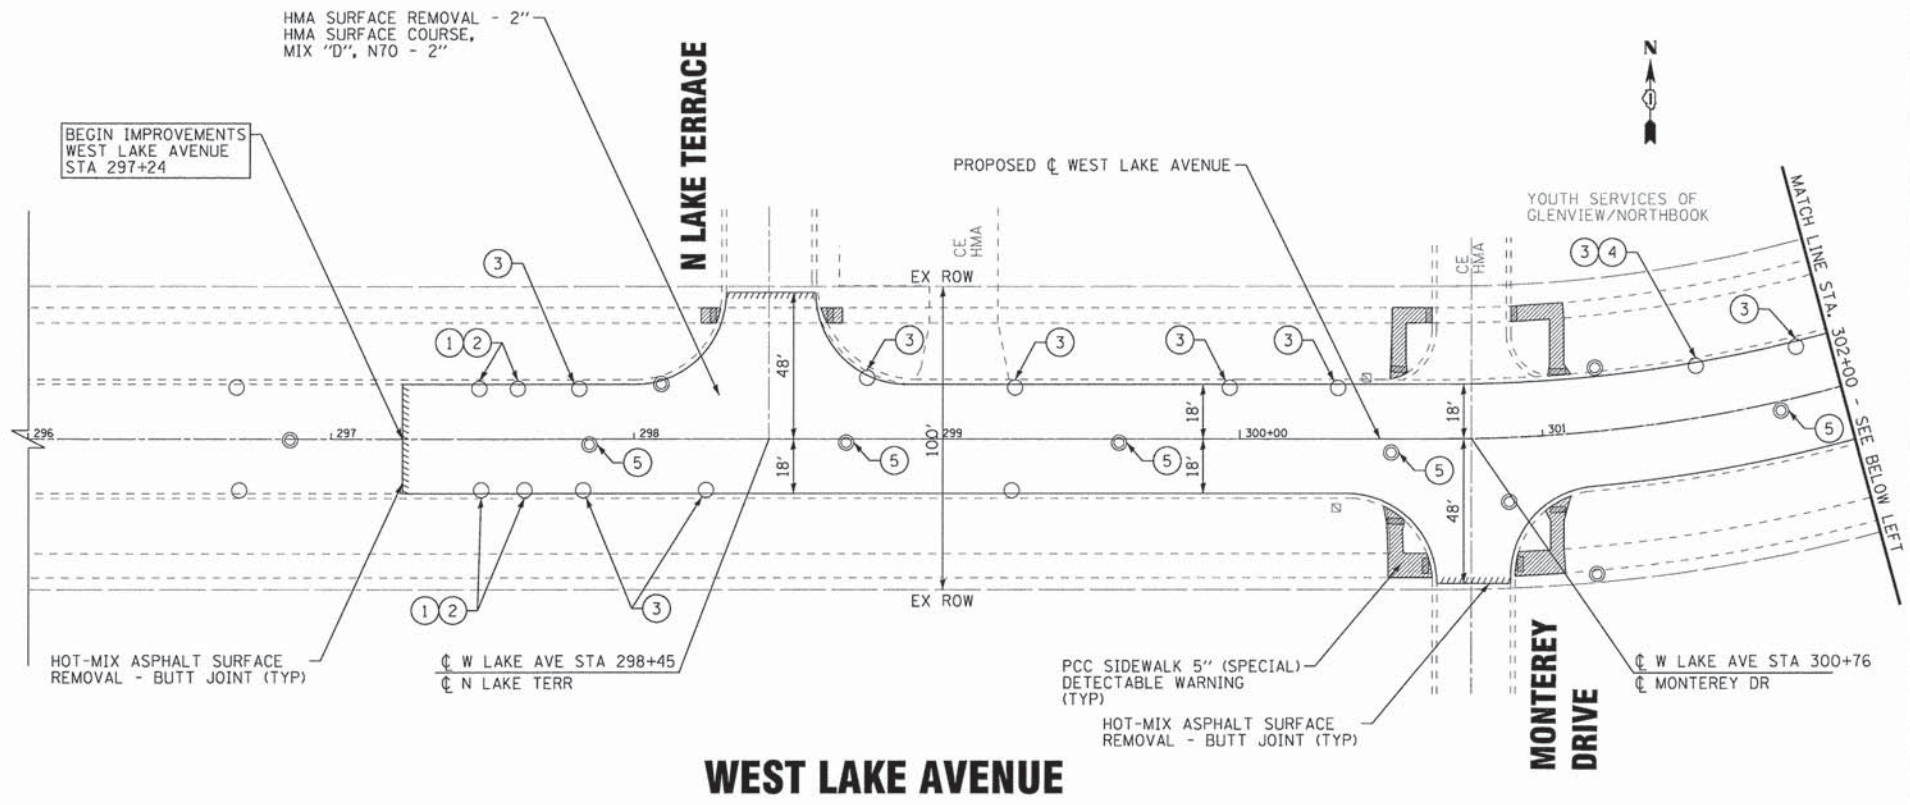 HMA SURFACE REMOVAL - 2"
HMA SURFACE COURSE,
MIX "D", N70 - 2"
N LAKE TERRACE
N
1
BEGIN IMPROVEMENTS
WEST LAKE AVENUE
STA 297+24
PROPOSED ℄ WEST LAKE AVENUE
YOUTH SERVICES OF
GLENVIEW/NORTHBOOK
MATCH LINE STA. 302+00 - SEE BELOW LEFT
CE
HMA
CE
HMA
3
3 4
EX ROW
3
1 2
3
3
3
3
48'
18'
18'
296
297
298
299
300+00
301
100'
18'
18'
48'
5
5
5
5
5
1 2
3
EX ROW
HOT-MIX ASPHALT SURFACE
REMOVAL - BUTT JOINT (TYP)
℄ W LAKE AVE STA 298+45
℄ N LAKE TERR
PCC SIDEWALK 5" (SPECIAL)
DETECTABLE WARNING
(TYP)
HOT-MIX ASPHALT SURFACE
REMOVAL - BUTT JOINT (TYP)
MONTEREY
DRIVE
℄ W LAKE AVE STA 300+76
℄ MONTEREY DR
WEST LAKE AVENUE